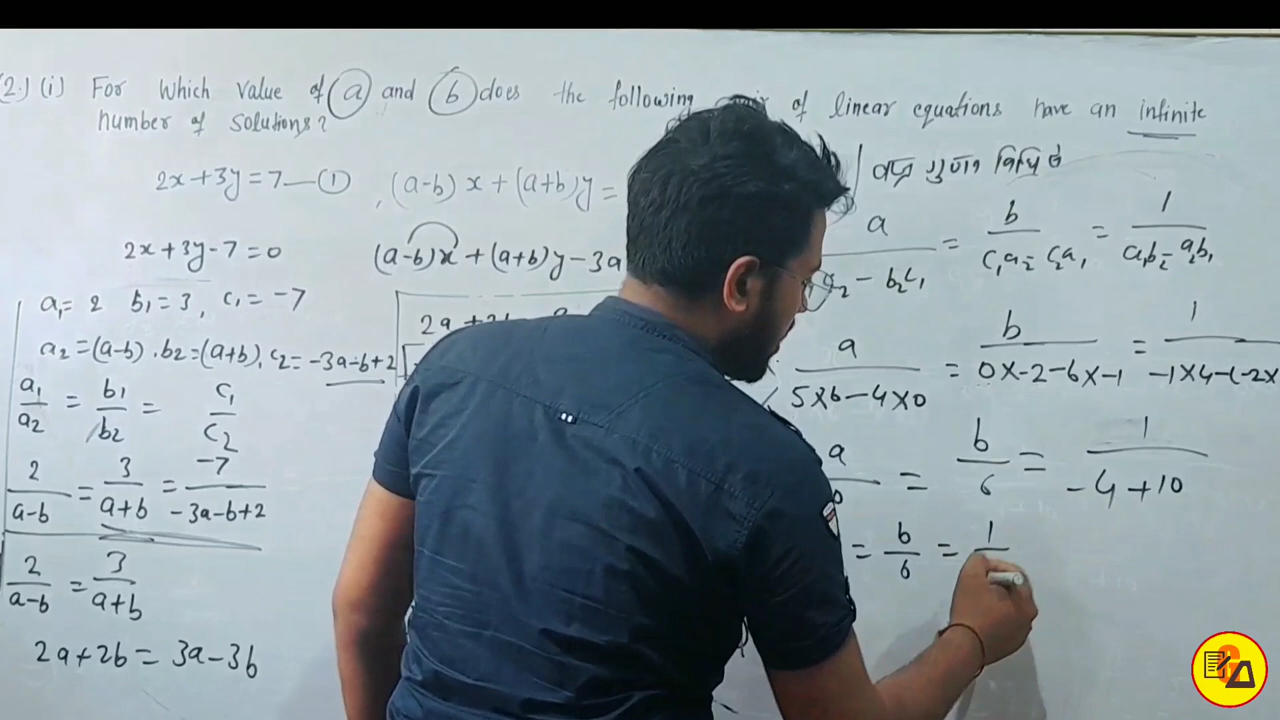 (2.) (i) For Which Value of a and b does the following of linear equations have an infinite
number of solutions?
2x+3y=7—(1) , (a-b)x+(a+b)y=
2x+3y-7=0 (a-b)x+(a+b)y-3a
a₁=2 b₁=3, c₁=-7
a₂=(a-b).b₂=(a+b), c₂=-3a-b+2
a₁/a₂ = b₁/b₂ = c₁/c₂
2/(a-b) = 3/(a+b) = -7/(-3a-b+2)
2/(a-b) = 3/(a+b)
2a+2b=3a-3b
a = b/(c₁a₂=c₂a₁) = 1/(a₁b₂-a₂b₁)
a/(5×6-4×0) = b/(0×-2-6×-1) = 1/(-1×4-(-2×
a = b/6 = 1/(-4+10)
= b/6 = 1